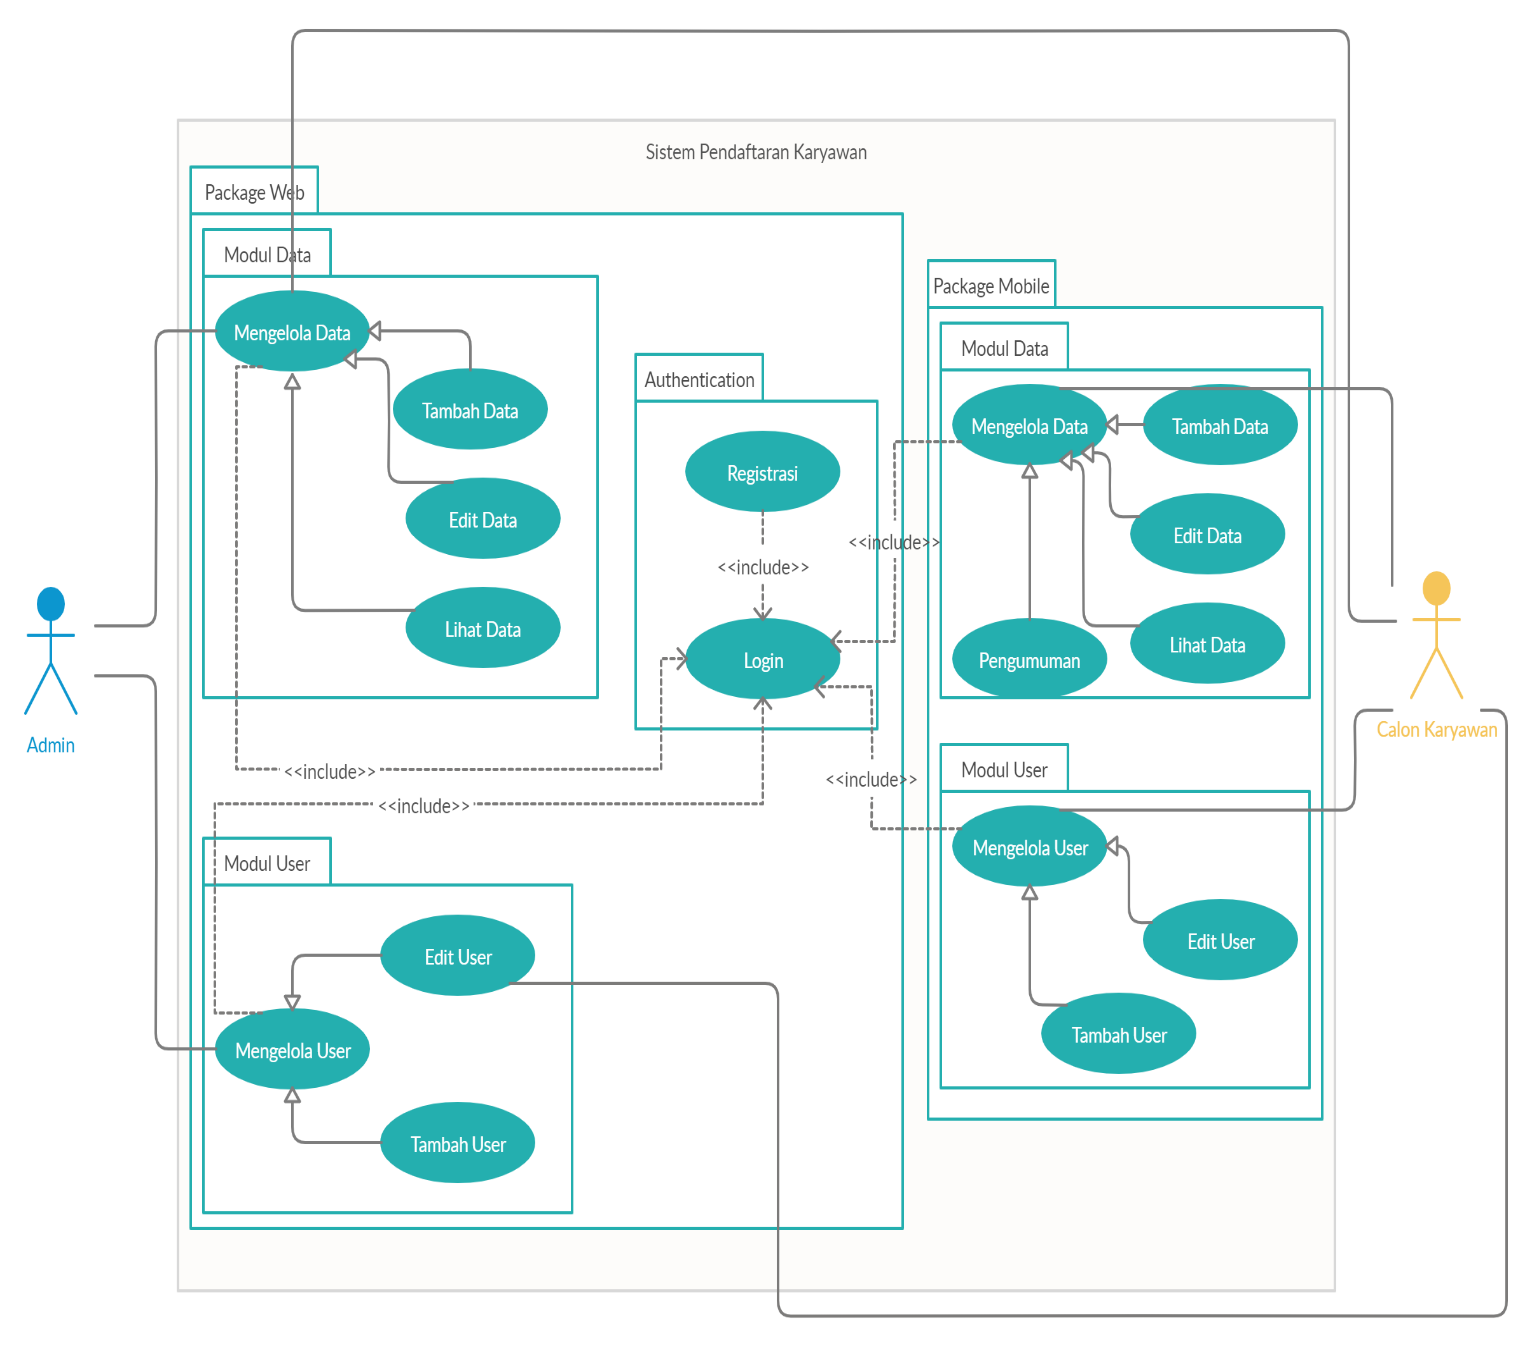 Sistem Pendaftaran Karyawan
Package Web
Modul Data
Mengelola Data
Tambah Data
Edit Data
Lihat Data
Authentication
Registrasi
<<include>>
Login
<<include>>
<<include>>
<<include>>
<<include>>
Modul User
Edit User
Mengelola User
Tambah User
Package Mobile
Modul Data
Mengelola Data
Tambah Data
Edit Data
Lihat Data
Pengumuman
Modul User
Mengelola User
Edit User
Tambah User
Admin
Calon Karyawan